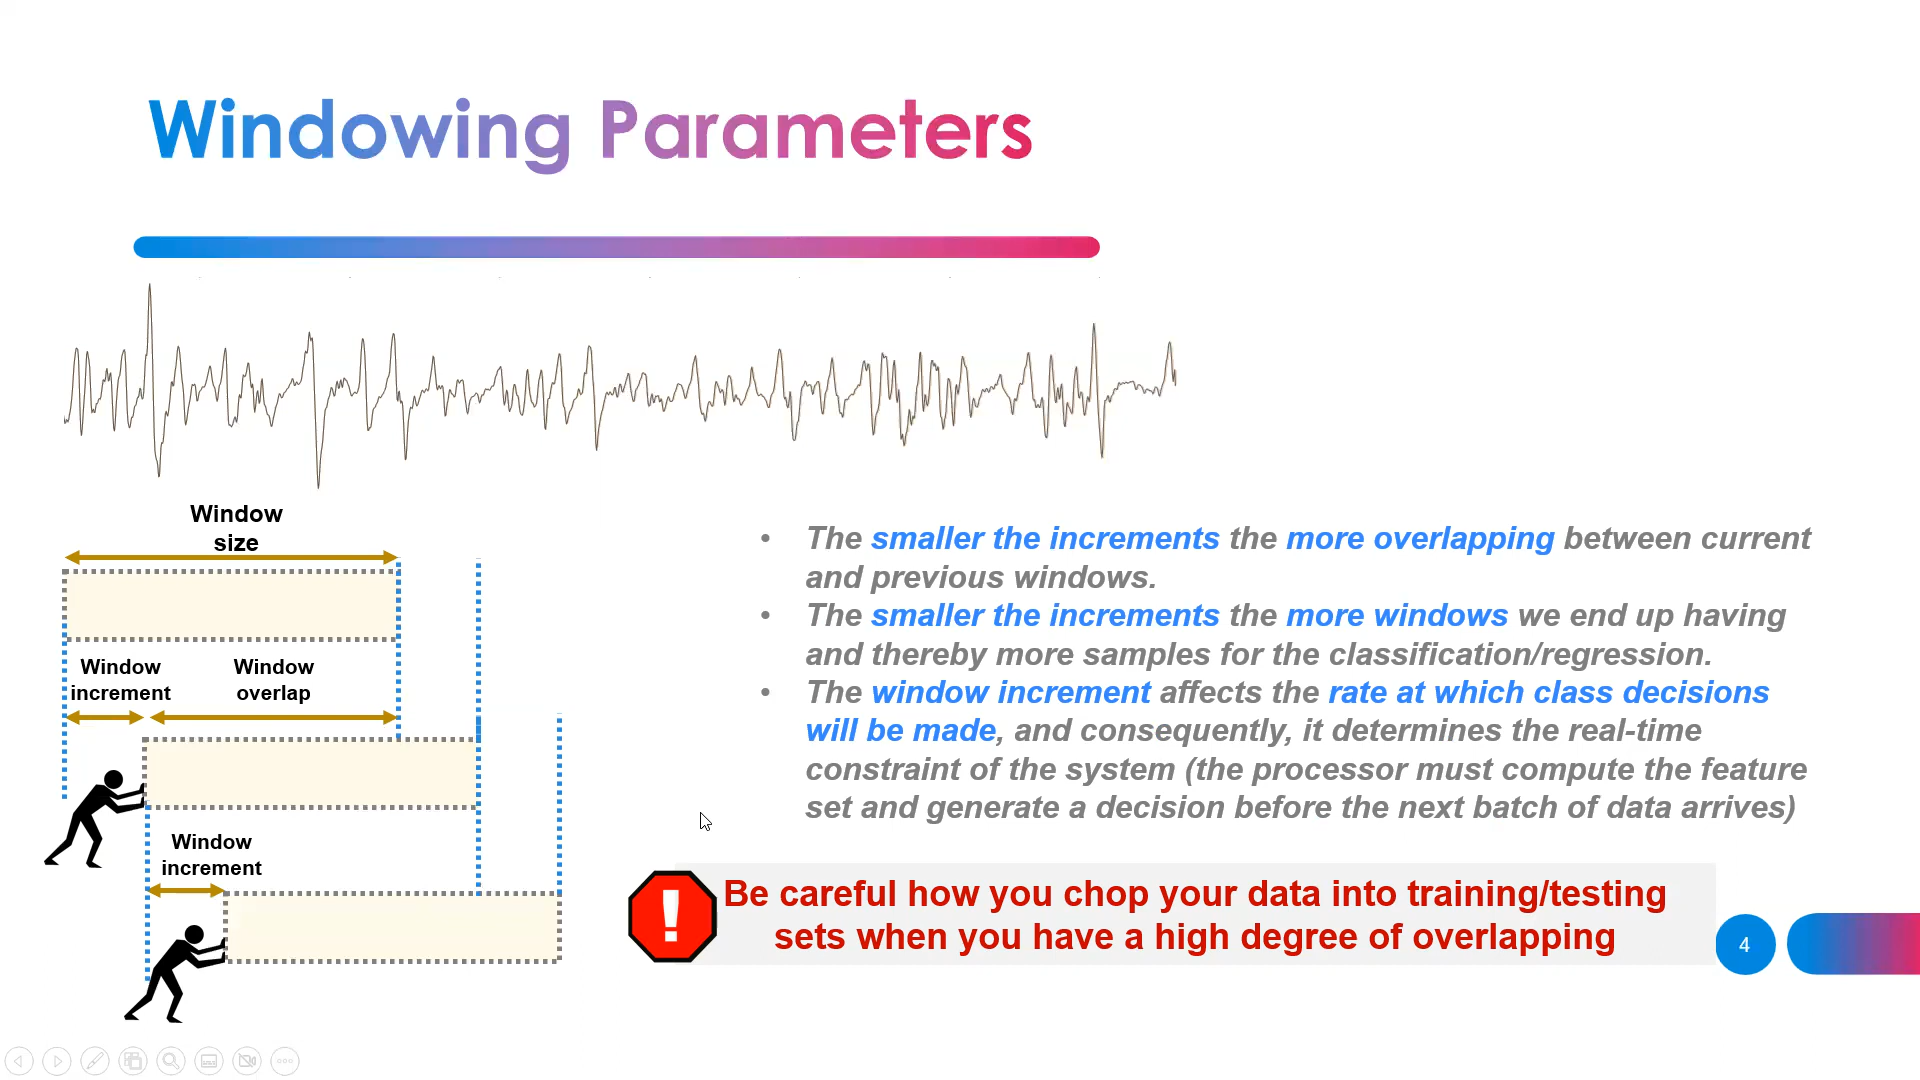 Windowing Parameters
Window
size
Window
increment
Window
overlap
Window
increment
• The smaller the increments the more overlapping between current
and previous windows.
• The smaller the increments the more windows we end up having
and thereby more samples for the classification/regression.
• The window increment affects the rate at which class decisions
will be made, and consequently, it determines the real-time
constraint of the system (the processor must compute the feature
set and generate a decision before the next batch of data arrives)
! Be careful how you chop your data into training/testing
sets when you have a high degree of overlapping
4